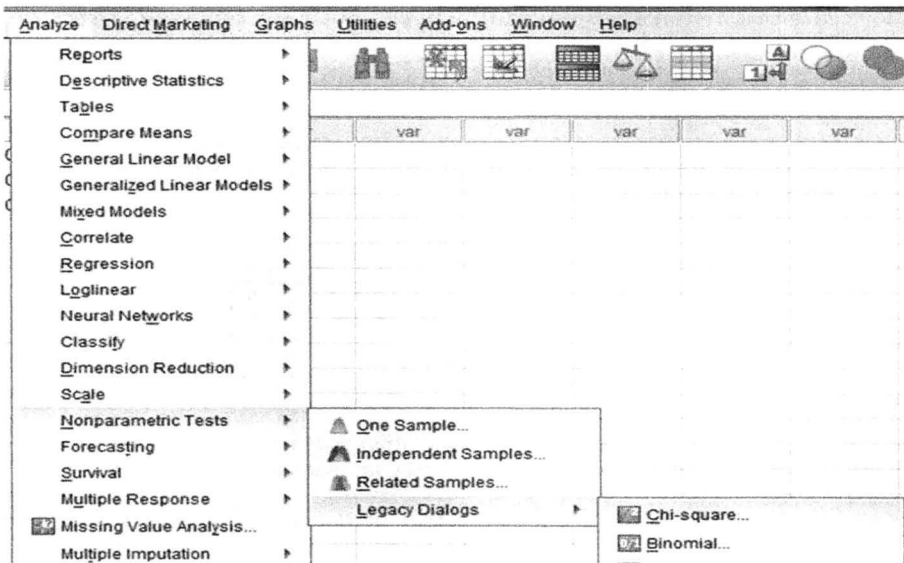 Analyze Direct Marketing Graphs Utilities Add-ons Window Help
Reports
Descriptive Statistics
Tables
Compare Means
General Linear Model
Generalized Linear Models
Mixed Models
Correlate
Regression
Loglinear
Neural Networks
Classify
Dimension Reduction
Scale
Nonparametric Tests
Forecasting
Survival
Multiple Response
Missing Value Analysis...
Multiple Imputation
A
1
var var var var var
One Sample...
Independent Samples...
Related Samples...
Legacy Dialogs
Chi-square...
Binomial...